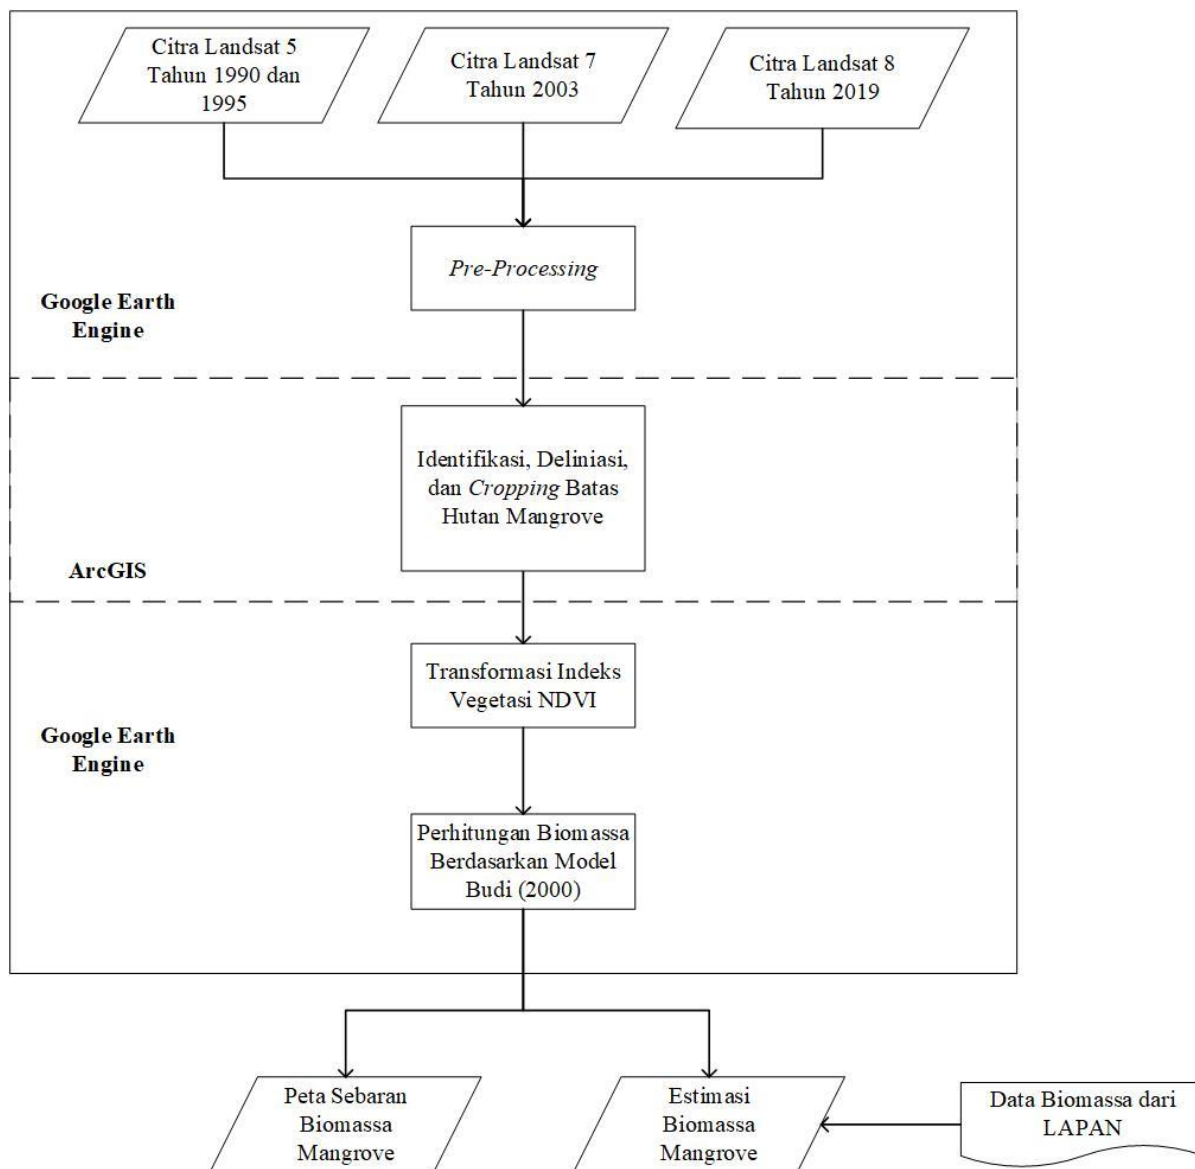 Citra Landsat 5
Tahun 1990 dan
1995
Citra Landsat 7
Tahun 2003
Citra Landsat 8
Tahun 2019
Pre-Processing
Google Earth
Engine
Identifikasi, Deliniasi,
dan Cropping Batas
Hutan Mangrove
ArcGIS
Transformasi Indeks
Vegetasi NDVI
Google Earth
Engine
Perhitungan Biomassa
Berdasarkan Model
Budi (2000)
Peta Sebaran
Biomassa
Mangrove
Estimasi
Biomassa
Mangrove
Data Biomassa dari
LAPAN